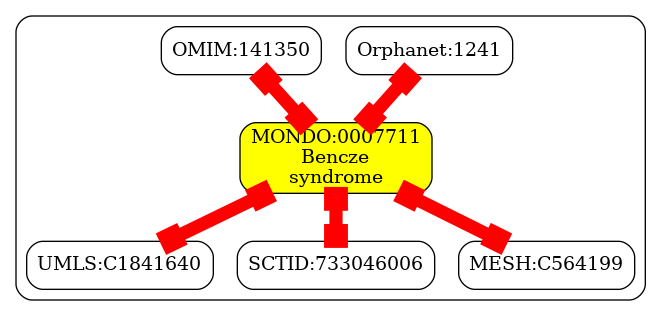 OMIM:141350
Orphanet:1241
MONDO:0007711
Bencze
syndrome
UMLS:C1841640
SCTID:733046006
MESH:C564199